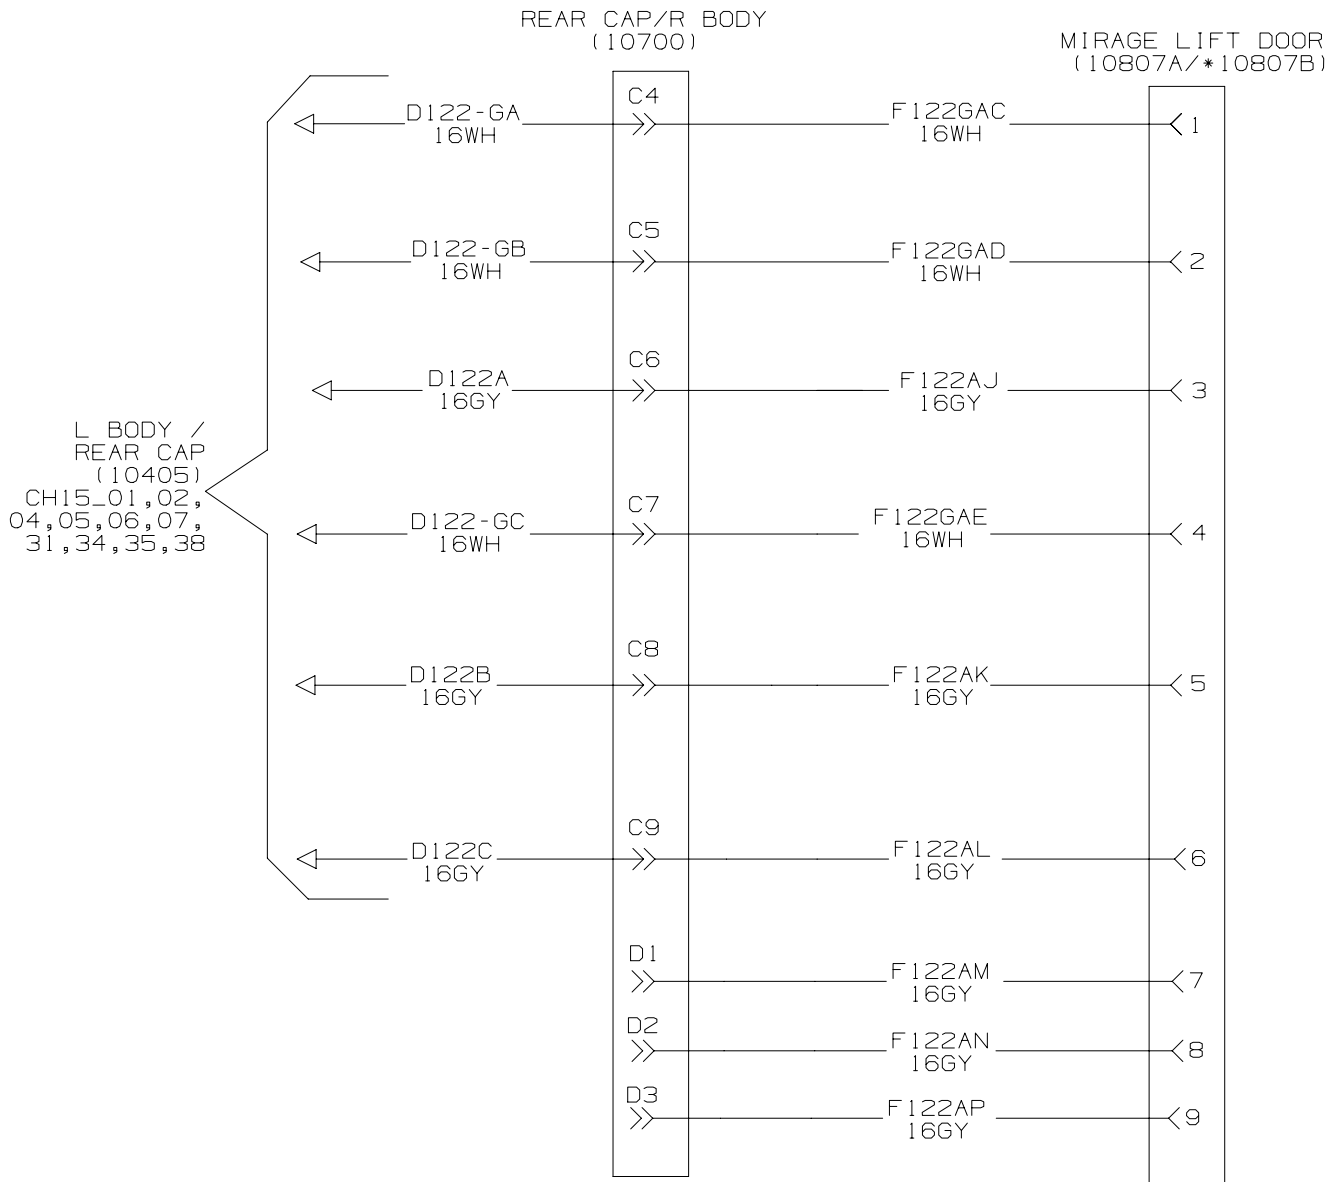 REAR CAP/R BODY
(10700)
MIRAGE LIFT DOOR
(10807A/*10807B)
C4
D122-GA
16WH
F122GAC
16WH
1
C5
D122-GB
16WH
F122GAD
16WH
2
C6
D122A
16GY
F122AJ
16GY
3
L BODY /
REAR CAP
(10405)
CH15_01,02,
04,05,06,07,
31,34,35,38
C7
D122-GC
16WH
F122GAE
16WH
4
C8
D122B
16GY
F122AK
16GY
5
C9
D122C
16GY
F122AL
16GY
6
D1
F122AM
16GY
7
D2
F122AN
16GY
8
D3
F122AP
16GY
9